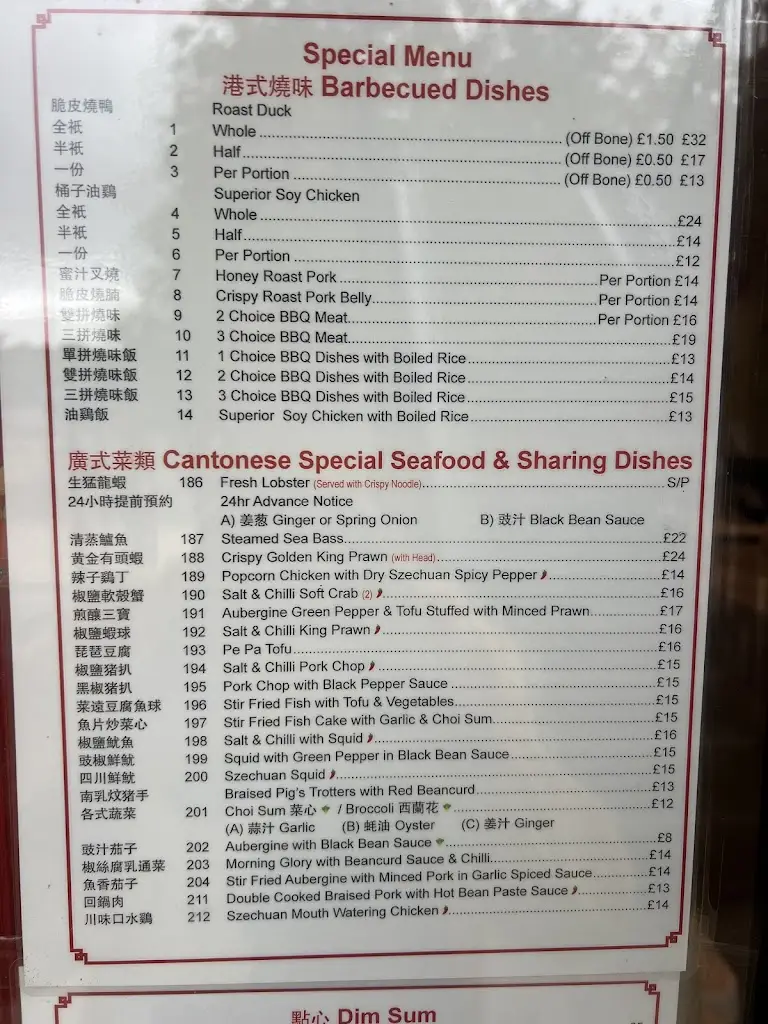 Special Menu
港式燒味 Barbecued Dishes
脆皮燒鴨 Roast Duck
全衹 1 Whole (Off Bone) £1.50 £32
半衹 2 Half (Off Bone) £0.50 £17
一份 3 Per Portion (Off Bone) £0.50 £13
桶子油鷄 Superior Soy Chicken
全衹 4 Whole £24
半衹 5 Half £14
一份 6 Per Portion £12
蜜汁叉燒 7 Honey Roast Pork Per Portion £14
脆皮燒腩 8 Crispy Roast Pork Belly Per Portion £14
雙拼燒味 9 2 Choice BBQ Meat Per Portion £16
三拼燒味 10 3 Choice BBQ Meat £19
單拼燒味飯 11 1 Choice BBQ Dishes with Boiled Rice £13
雙拼燒味飯 12 2 Choice BBQ Dishes with Boiled Rice £14
三拼燒味飯 13 3 Choice BBQ Dishes with Boiled Rice £15
油鷄飯 14 Superior Soy Chicken with Boiled Rice £13
廣式菜類 Cantonese Special Seafood & Sharing Dishes
生猛龍蝦 186 Fresh Lobster (Served with Crispy Noodle) S/P
24小時提前預約 24hr Advance Notice
A) 姜葱 Ginger or Spring Onion B) 豉汁 Black Bean Sauce
清蒸鱸魚 187 Steamed Sea Bass £22
黄金有頭蝦 188 Crispy Golden King Prawn (with Head) £24
辣子鷄丁 189 Popcorn Chicken with Dry Szechuan Spicy Pepper £14
椒鹽軟殼蟹 190 Salt & Chilli Soft Crab (2) £16
煎釀三寶 191 Aubergine Green Pepper & Tofu Stuffed with Minced Prawn £17
椒鹽蝦球 192 Salt & Chilli King Prawn £16
琵琶豆腐 193 Pe Pa Tofu £16
椒鹽猪扒 194 Salt & Chilli Pork Chop £15
黑椒猪扒 195 Pork Chop with Black Pepper Sauce £15
菜遠豆腐魚球 196 Stir Fried Fish with Tofu & Vegetables £15
魚片炒菜心 197 Stir Fried Fish Cake with Garlic & Choi Sum £15
椒鹽魷魚 198 Salt & Chilli with Squid £16
豉椒鮮魷 199 Squid with Green Pepper in Black Bean Sauce £15
四川鮮魷 200 Szechuan Squid £15
南乳炆猪手 Braised Pig's Trotters with Red Beancurd £13
各式蔬菜 201 Choi Sum 菜心 / Broccoli 西蘭花 £12
(A) 蒜汁 Garlic (B) 蚝油 Oyster (C) 姜汁 Ginger
豉汁茄子 202 Aubergine with Black Bean Sauce £8
椒絲腐乳通菜 203 Morning Glory with Beancurd Sauce & Chilli £14
魚香茄子 204 Stir Fried Aubergine with Minced Pork in Garlic Spiced Sauce £14
回鍋肉 211 Double Cooked Braised Pork with Hot Bean Paste Sauce £13
川味口水鷄 212 Szechuan Mouth Watering Chicken £14
點心 Dim Sum